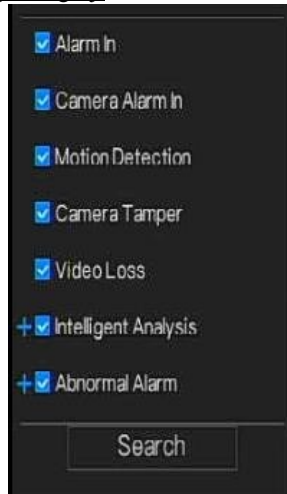 Alarm In
Camera Alarm In
Motion Detection
Camera Tamper
Video Loss
Intelligent Analysis
Abnormal Alarm
Search